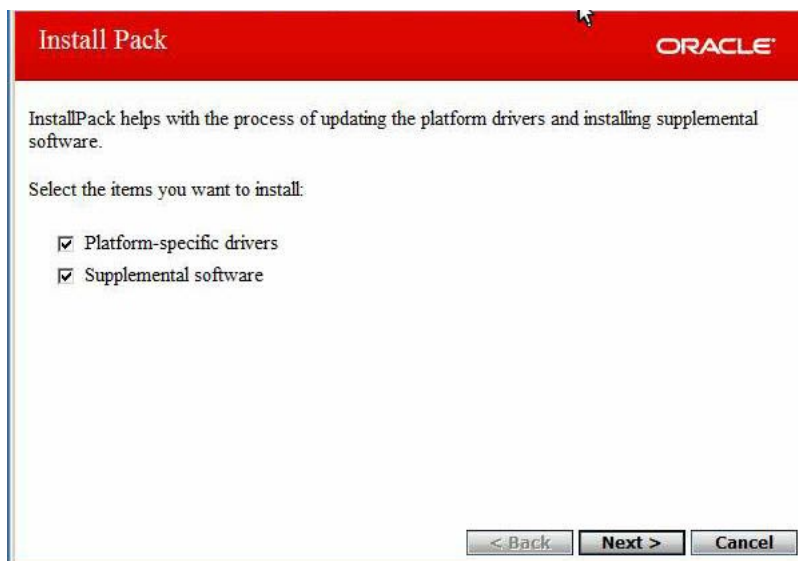 Install Pack
ORACLE
InstallPack helps with the process of updating the platform drivers and installing supplemental
software.
Select the items you want to install:
Platform-specific drivers
Supplemental software
< Back Next > Cancel